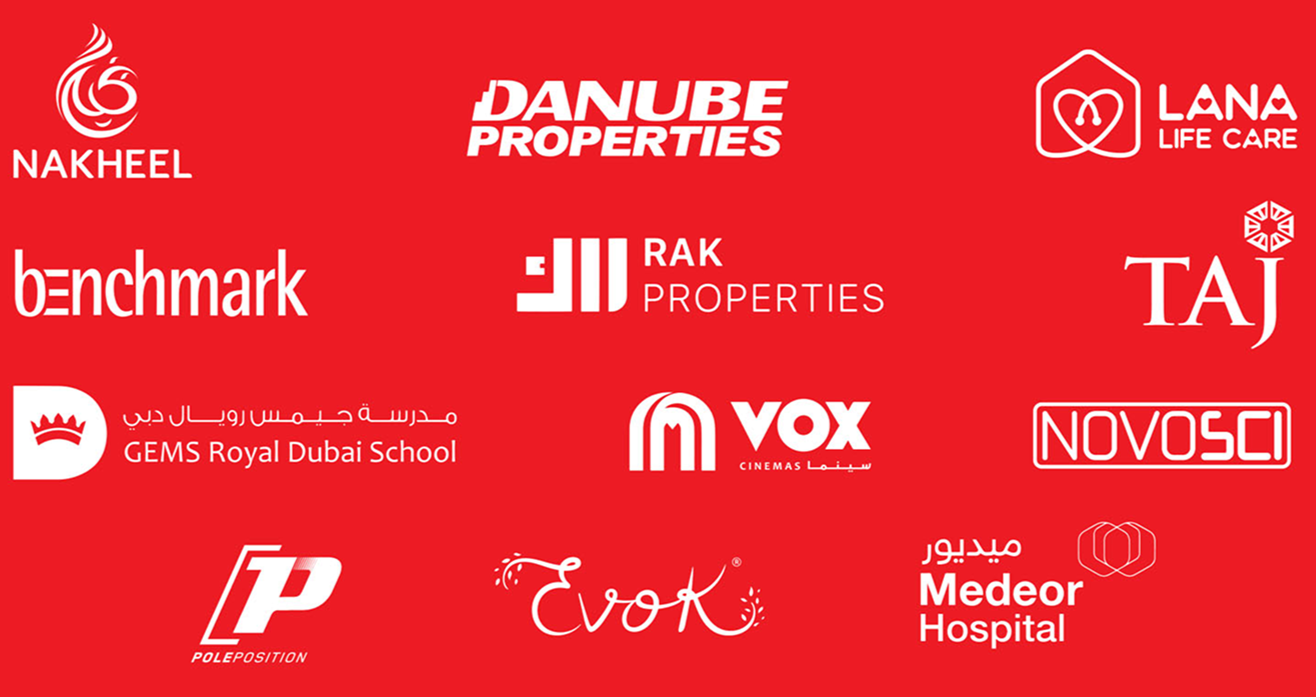 NAKHEEL
DANUBE
PROPERTIES
LANA
LIFE CARE
benchmark
RAK
PROPERTIES
TAJ
مدرسة جيمس رويال دبي
GEMS Royal Dubai School
VOX
CINEMAS سينما
NOVOSCI
P
POLEPOSITION
Evok®
ميديور
Medeor
Hospital